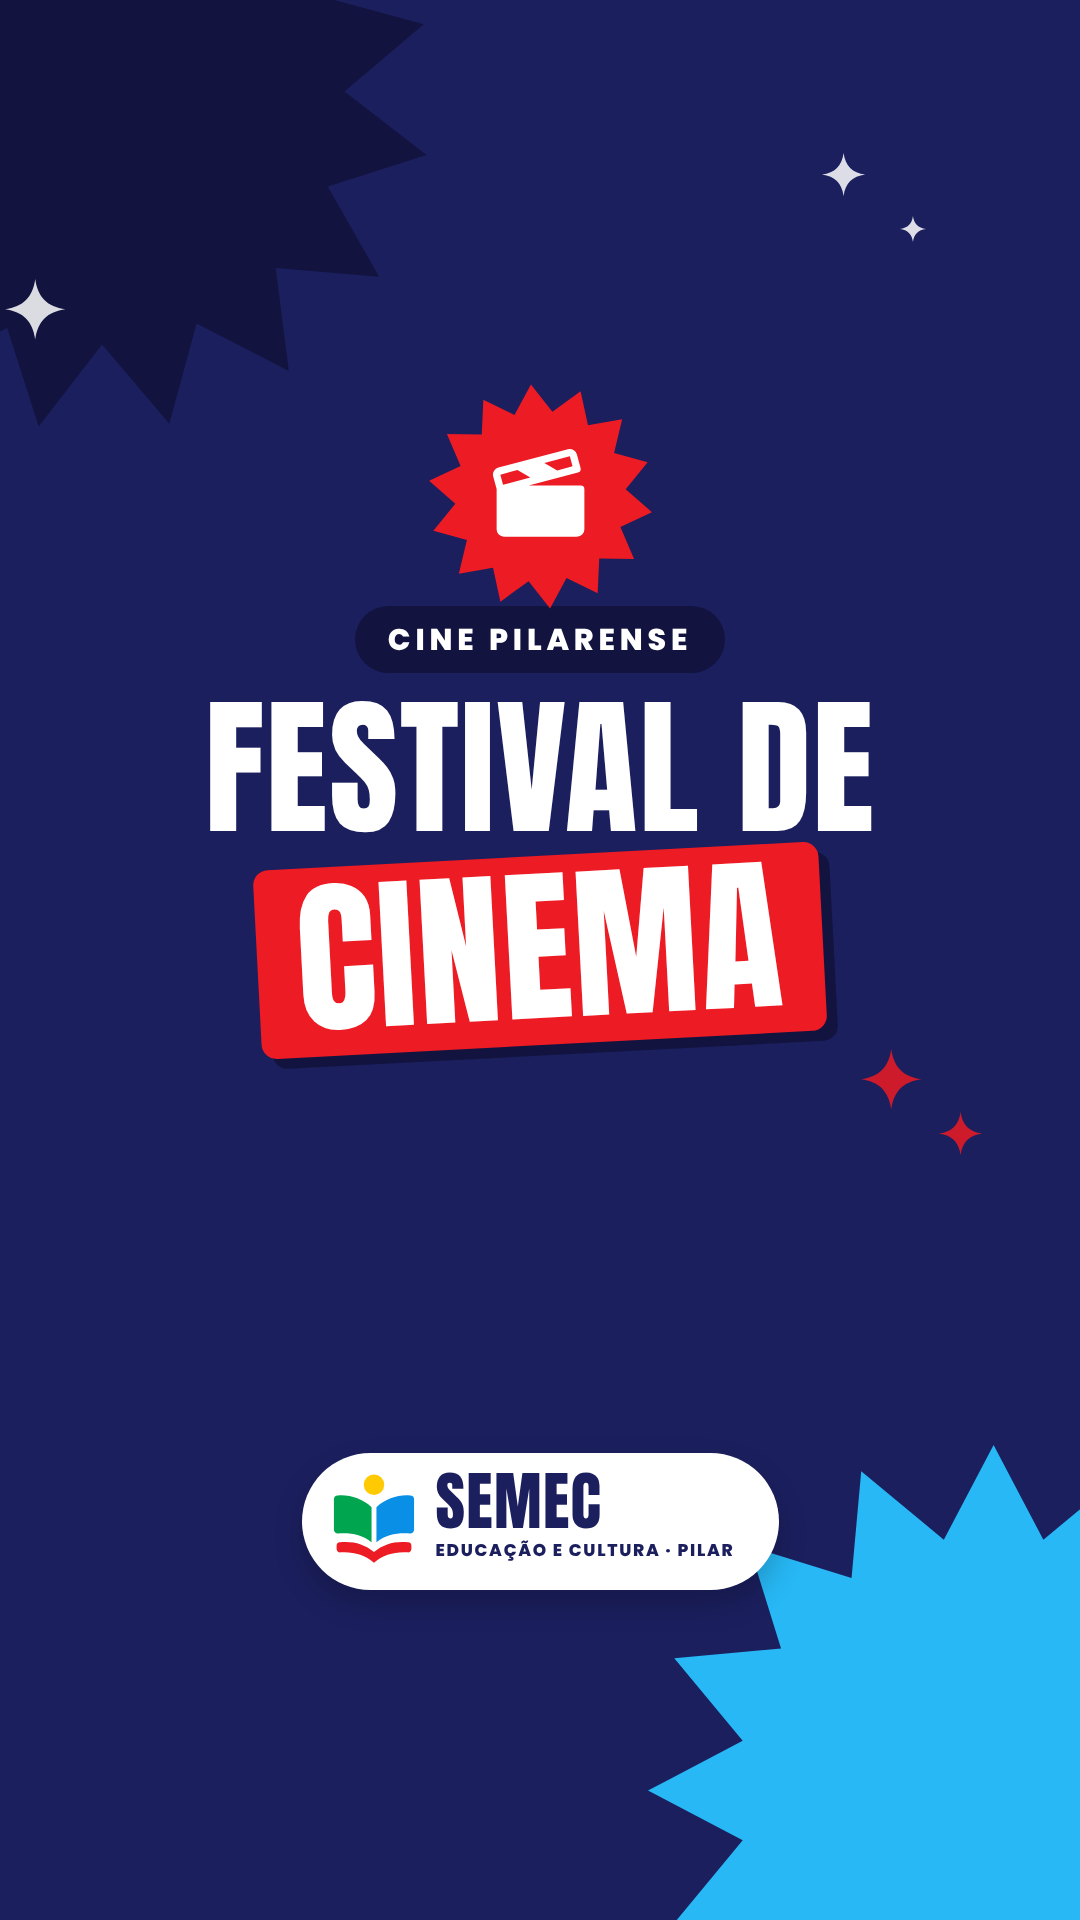 CINE PILARENSE
FESTIVAL DE
CINEMA
SEMEC
EDUCAÇÃO E CULTURA · PILAR